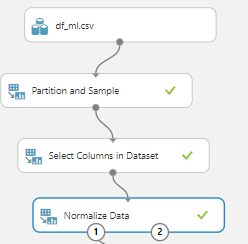 df_ml.csv
Partition and Sample
Select Columns in Dataset
Normalize Data
1 2